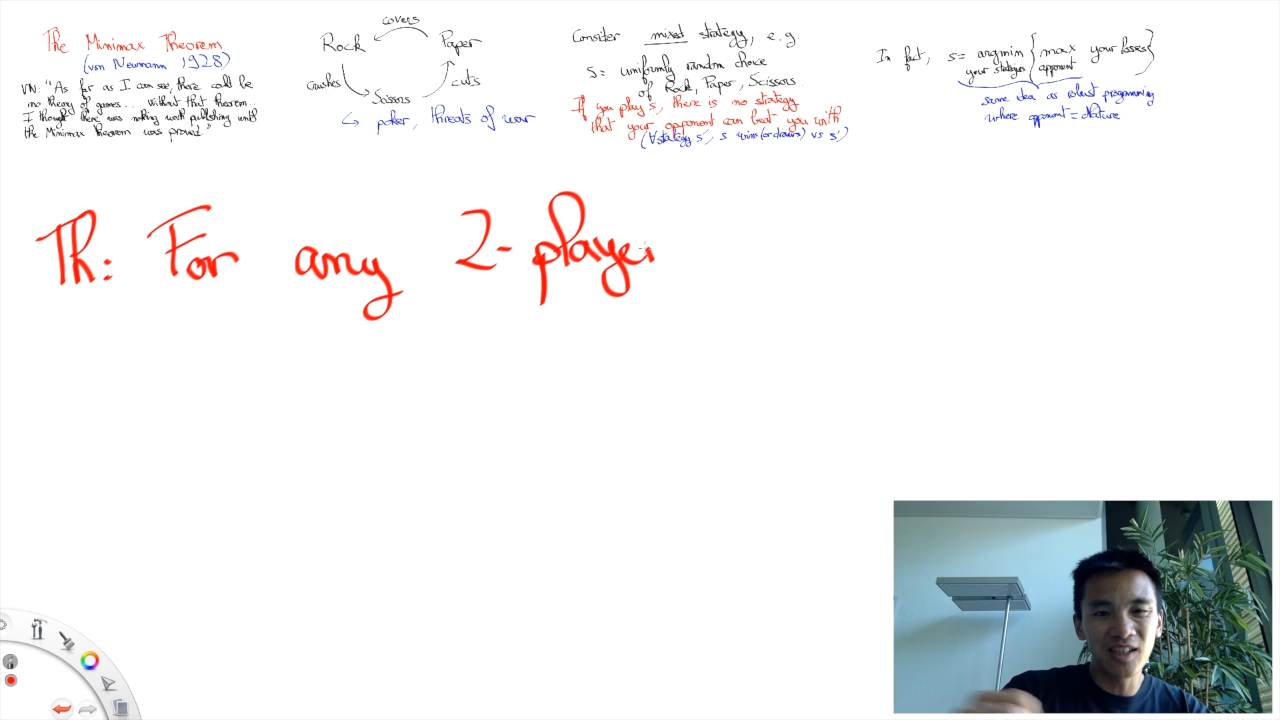 The Minimax Theorem
(von Neumann 1928)
VN: "As far as I can see, there could be
no theory of games... without that theorem...
I thought there was nothing worth publishing until
the Minimax Theorem was proved"
covers
Rock
Paper
crushes
cuts
Scissors
↳ poker, threats of war
Consider mixed strategy, e.g.
S = uniformly random choice
of Rock, Paper, Scissors.
If you play s, there is no strategy
that your opponent can beat you with
(∀ strategy s', s wins (or draws) vs s')
In fact, s = argmin { max your losses }
your strategies opponent
same idea as robust programming
where opponent = Nature
Th: For any 2-player